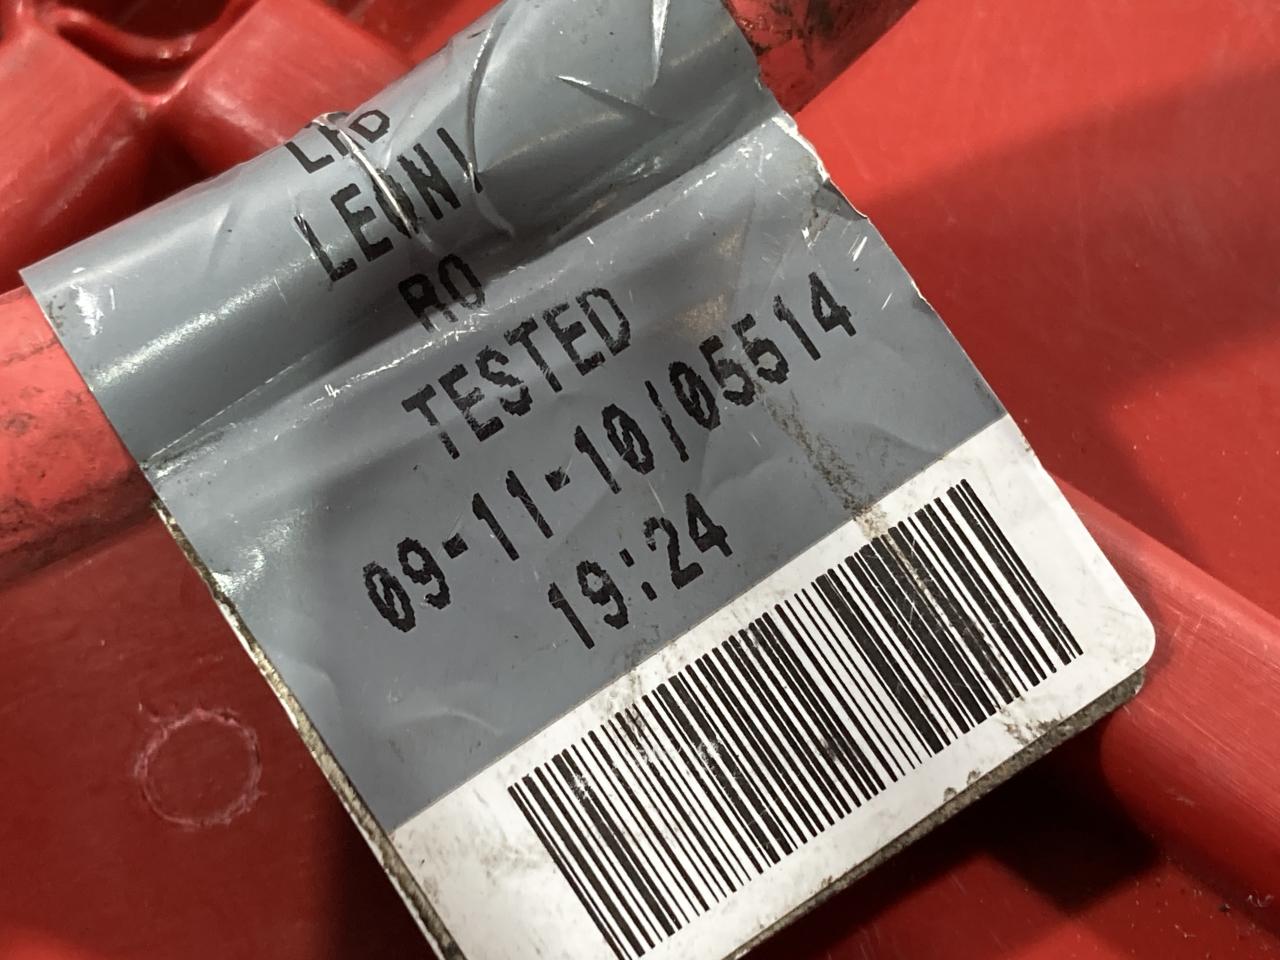 LEONI
RO
TESTED
09-11-10/05514
19:24